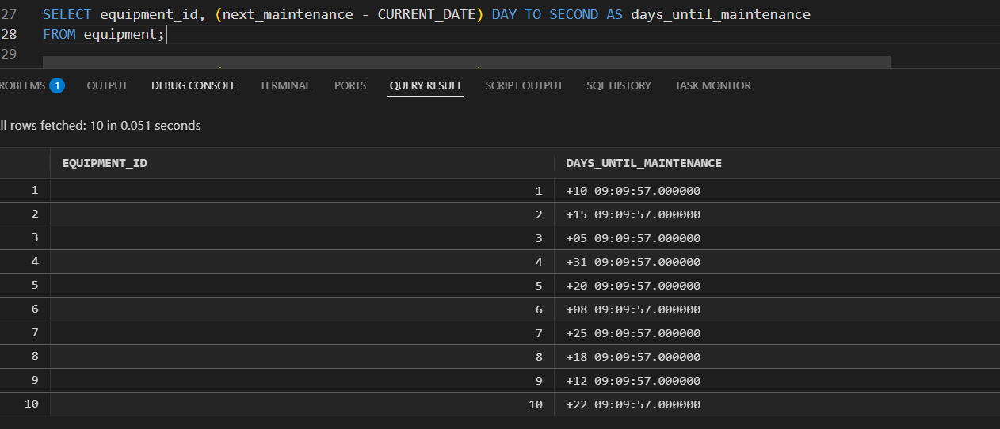 27 SELECT equipment_id, (next_maintenance - CURRENT_DATE) DAY TO SECOND AS days_until_maintenance
28 FROM equipment;
29
ROBLEMS 1 OUTPUT DEBUG CONSOLE TERMINAL PORTS QUERY RESULT SCRIPT OUTPUT SQL HISTORY TASK MONITOR
ll rows fetched: 10 in 0.051 seconds
EQUIPMENT_ID DAYS_UNTIL_MAINTENANCE
1 1 +10 09:09:57.000000
2 2 +15 09:09:57.000000
3 3 +05 09:09:57.000000
4 4 +31 09:09:57.000000
5 5 +20 09:09:57.000000
6 6 +08 09:09:57.000000
7 7 +25 09:09:57.000000
8 8 +18 09:09:57.000000
9 9 +12 09:09:57.000000
10 10 +22 09:09:57.000000